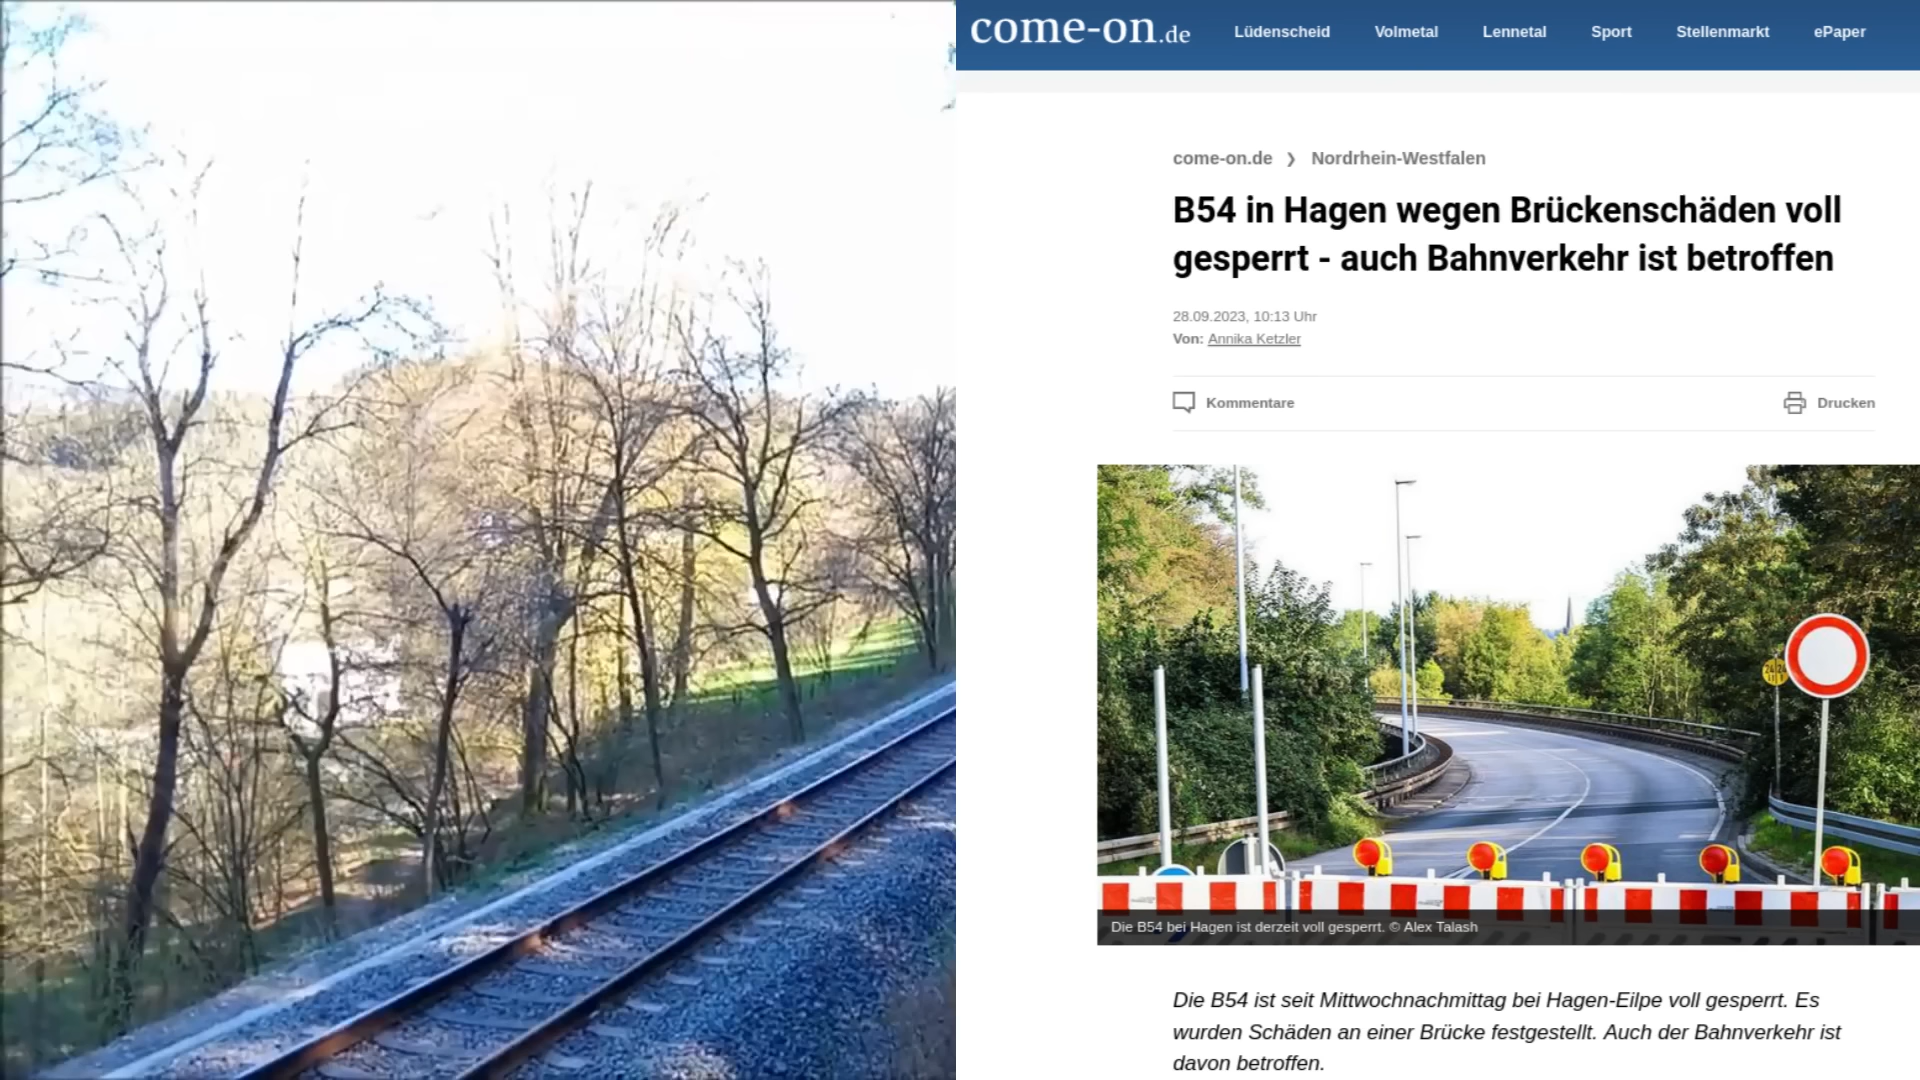 come-on.de
Lüdenscheid Volmetal Lennetal Sport Stellenmarkt ePaper
come-on.de ❯ Nordrhein-Westfalen
B54 in Hagen wegen Brückenschäden voll
gesperrt - auch Bahnverkehr ist betroffen
28.09.2023, 10:13 Uhr
Von: Annika Ketzler
Kommentare
Drucken
Die B54 bei Hagen ist derzeit voll gesperrt. © Alex Talash
Die B54 ist seit Mittwochnachmittag bei Hagen-Eilpe voll gesperrt. Es
wurden Schäden an einer Brücke festgestellt. Auch der Bahnverkehr ist
davon betroffen.